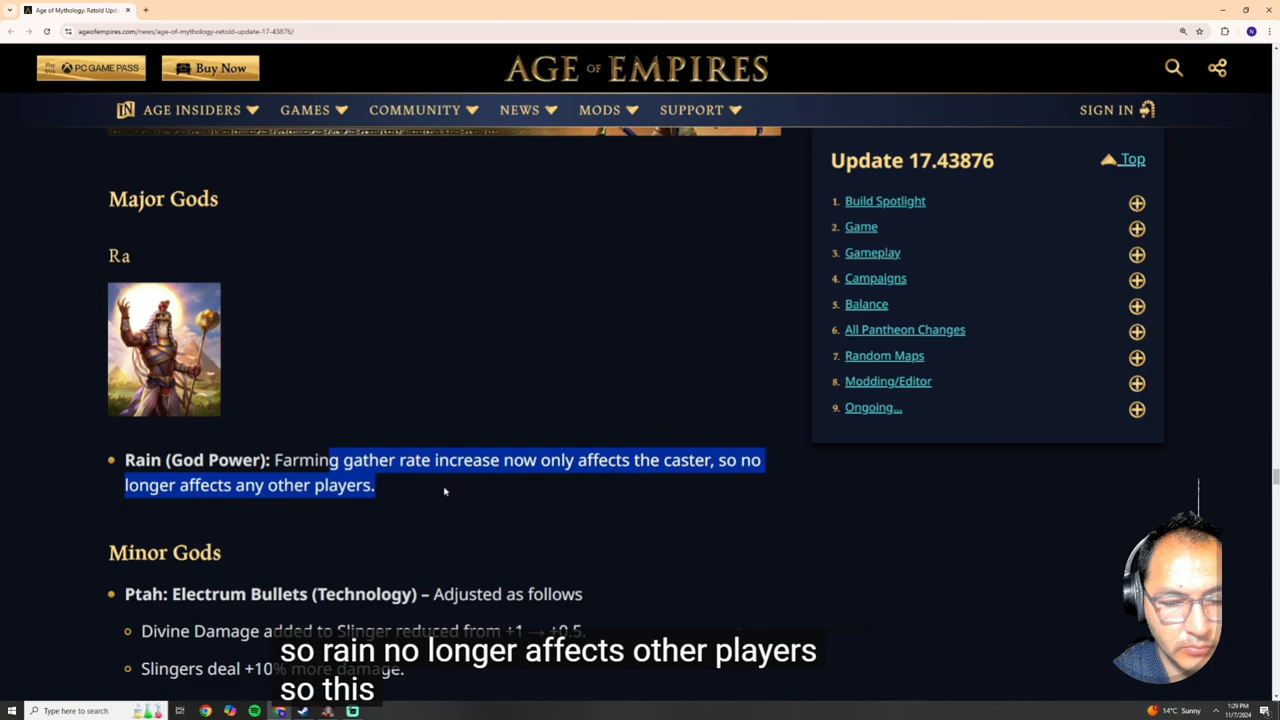 Age of Mythology: Retold Upd
ageofempires.com/news/age-of-mythology-retold-update-17-43876/
PC GAME PASS
Buy Now
AGE OF EMPIRES
AGE INSIDERS
GAMES
COMMUNITY
NEWS
MODS
SUPPORT
SIGN IN
Major Gods
Ra
Rain (God Power): Farming gather rate increase now only affects the caster, so no
longer affects any other players.
Minor Gods
Ptah: Electrum Bullets (Technology) – Adjusted as follows
Divine Damage added to Slinger reduced from +1 → +0.5.
Slingers deal +10% more damage.
Update 17.43876
Top
1. Build Spotlight
2. Game
3. Gameplay
4. Campaigns
5. Balance
6. All Pantheon Changes
7. Random Maps
8. Modding/Editor
9. Ongoing...
so rain no longer affects other players
so this
Type here to search
14°C Sunny
1:29 PM
11/7/2024